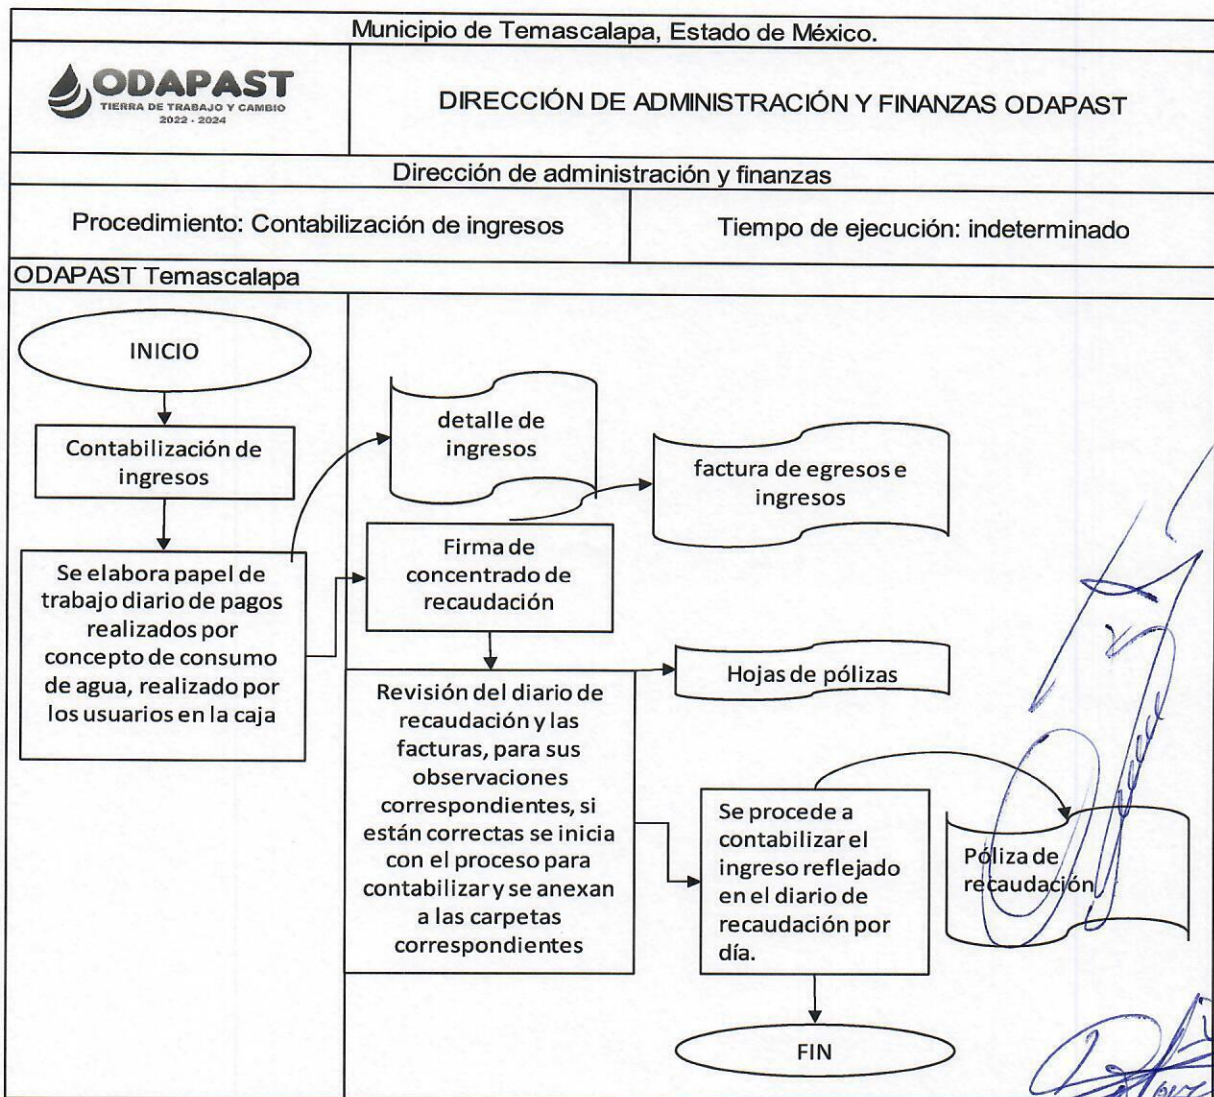 Municipio de Temascalapa, Estado de México.
ODAPAST
TIERRA DE TRABAJO Y CAMBIO
2022 - 2024
DIRECCIÓN DE ADMINISTRACIÓN Y FINANZAS ODAPAST
Dirección de administración y finanzas
Procedimiento: Contabilización de ingresos
Tiempo de ejecución: indeterminado
ODAPAST Temascalapa
INICIO
Contabilización de
ingresos
Se elabora papel de
trabajo diario de pagos
realizados por
concepto de consumo
de agua, realizado por
los usuarios en la caja
detalle de
ingresos
factura de egresos e
ingresos
Firma de
concentrado de
recaudación
Hojas de pólizas
Revisión del diario de
recaudación y las
facturas, para sus
observaciones
correspondientes, si
están correctas se inicia
con el proceso para
contabilizar y se anexan
a las carpetas
correspondientes
Se procede a
contabilizar el
ingreso reflejado
en el diario de
recaudación por
día.
Póliza de
recaudación
FIN